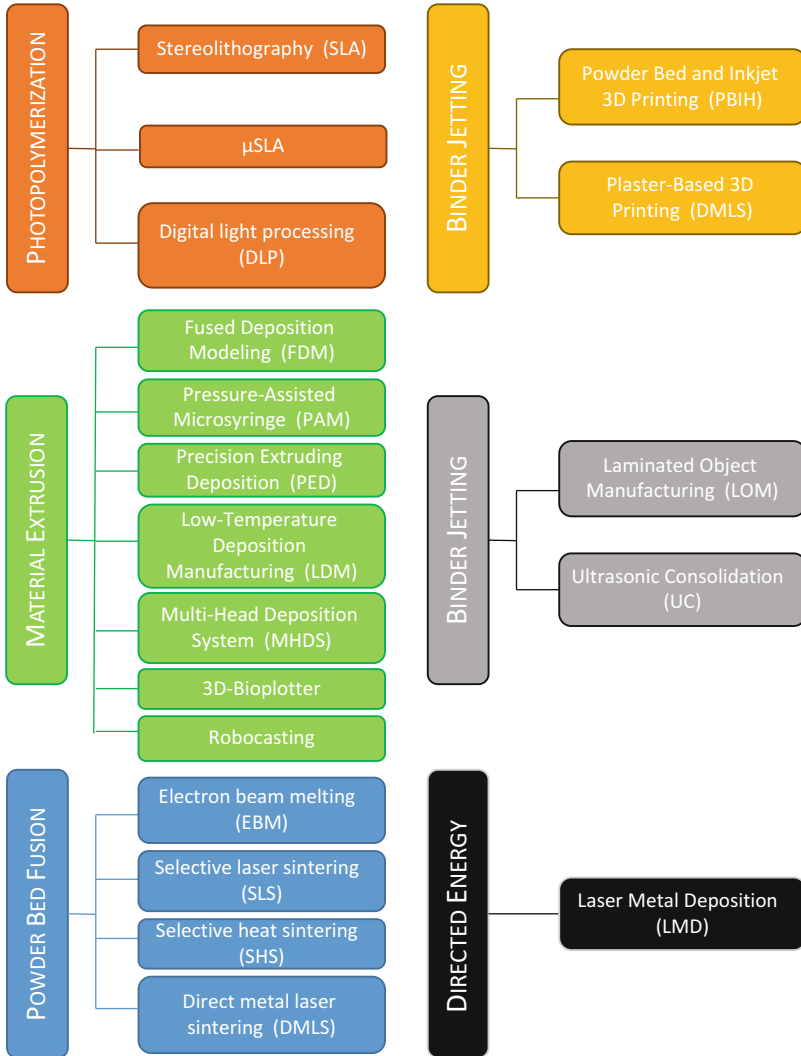 PHOTOPOLYMERIZATION
Stereolithography (SLA)
µSLA
Digital light processing
(DLP)
BINDER JETTING
Powder Bed and Inkjet
3D Printing (PBIH)
Plaster-Based 3D
Printing (DMLS)
MATERIAL EXTRUSION
Fused Deposition
Modeling (FDM)
Pressure-Assisted
Microsyringe (PAM)
Precision Extruding
Deposition (PED)
Low-Temperature
Deposition
Manufacturing (LDM)
Multi-Head Deposition
System (MHDS)
3D-Bioplotter
Robocasting
BINDER JETTING
Laminated Object
Manufacturing (LOM)
Ultrasonic Consolidation
(UC)
POWDER BED FUSION
Electron beam melting
(EBM)
Selective laser sintering
(SLS)
Selective heat sintering
(SHS)
Direct metal laser
sintering (DMLS)
DIRECTED ENERGY
Laser Metal Deposition
(LMD)